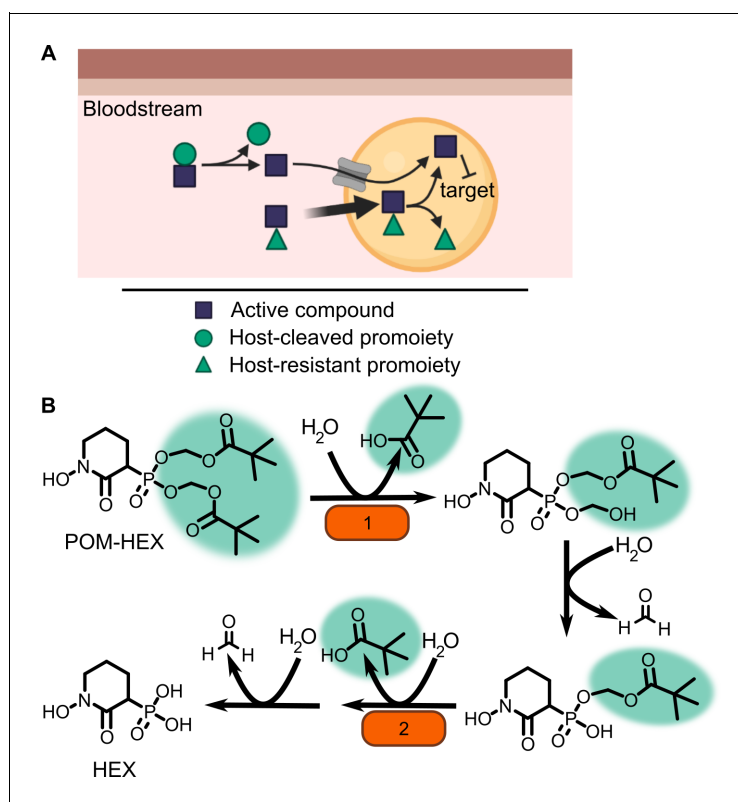 A
Bloodstream
target
Active compound
Host-cleaved promoiety
Host-resistant promoiety
B
H2O
HO
O
O
O
O
N
HO
O
P
O
O
O
O
POM-HEX
1
N
HO
O
P
O
O
O
O
O
OH
H2O
O
H
H
O
H
H
H2O
O
HO
H2O
2
N
HO
O
P
O
OH
OH
HEX
N
HO
O
P
O
O
O
O
OH